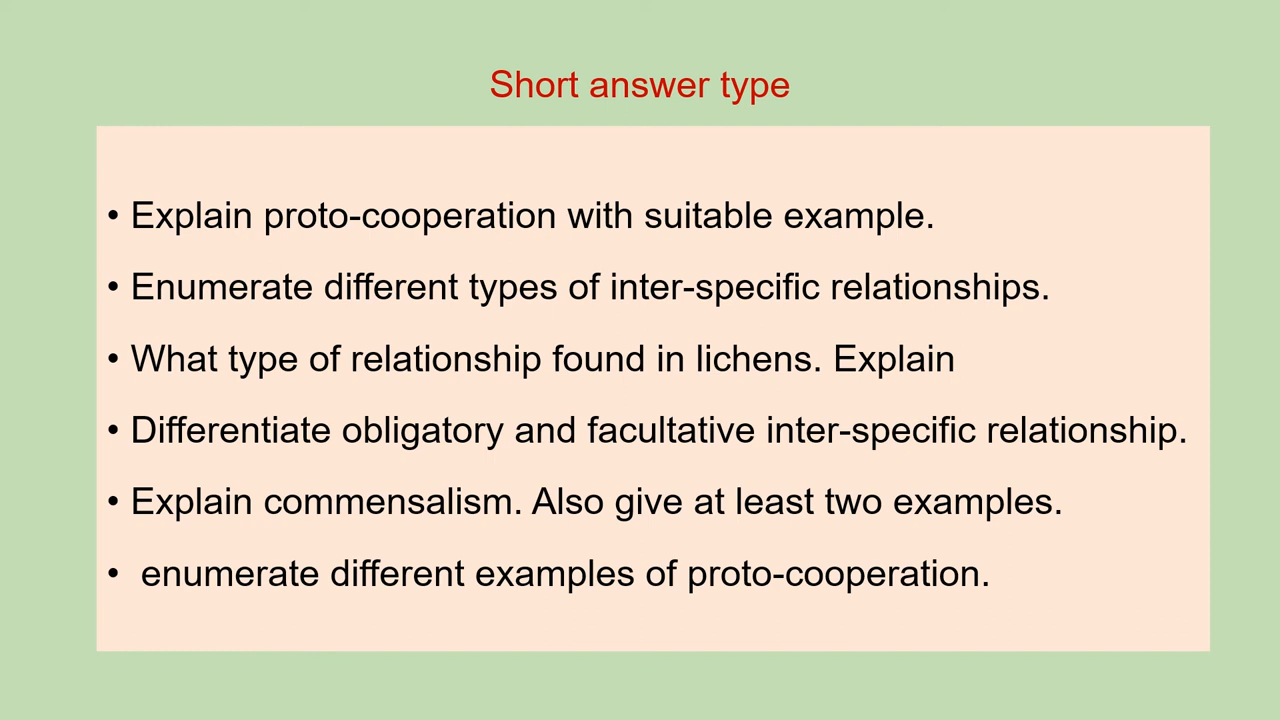 Short answer type
• Explain proto-cooperation with suitable example.
• Enumerate different types of inter-specific relationships.
• What type of relationship found in lichens. Explain
• Differentiate obligatory and facultative inter-specific relationship.
• Explain commensalism. Also give at least two examples.
• enumerate different examples of proto-cooperation.